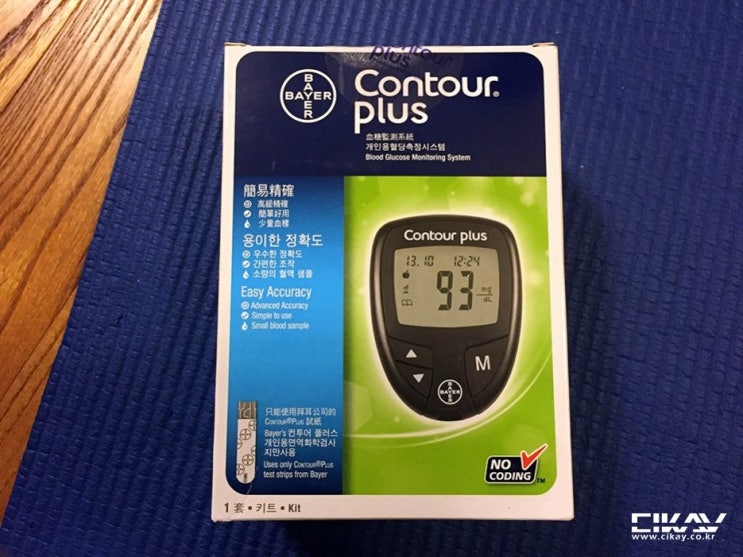 Contour
plus
BAYER
BAYER
Contour®
plus
血糖監測系統
개인용혈당측정시스템
Blood Glucose Monitoring System
簡易精確
高級精確
簡單好用
少量血樣
용이한 정확도
우수한 정확도
간편한 조작
소량의 혈액 샘플
Easy Accuracy
Advanced Accuracy
Simple to use
Small blood sample
Contour plus
13.10 12:24
93 mg/dL
M
BAYER
BAYER
只能使用拜耳公司的
CONTOUR®PLUS 試紙
Bayer's 컨투어 플러스
개인용면역화학검사
지만사용
Uses only CONTOUR®PLUS
test strips from Bayer
NO
CODING TM
1 套 • 키트 • Kit
CIKAY
www.cikay.co.kr